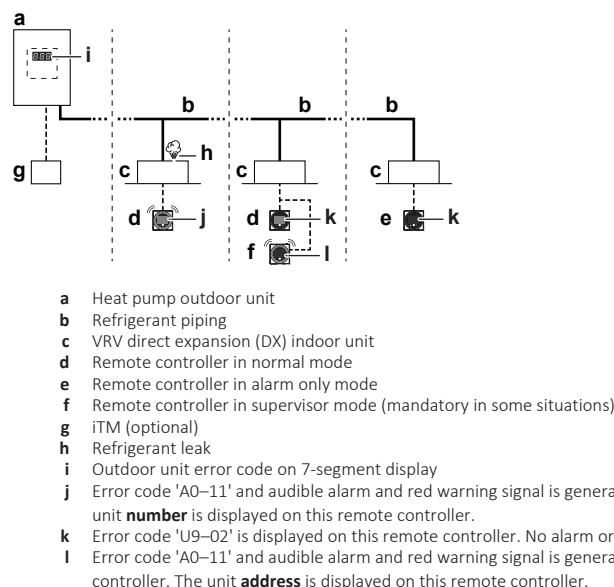 a
888
i
b b b
h
g c c c
d j d k e k
f l
a Heat pump outdoor unit
b Refrigerant piping
c VRV direct expansion (DX) indoor unit
d Remote controller in normal mode
e Remote controller in alarm only mode
f Remote controller in supervisor mode (mandatory in some situations)
g iTM (optional)
h Refrigerant leak
i Outdoor unit error code on 7-segment display
j Error code 'A0–11' and audible alarm and red warning signal is genera
unit number is displayed on this remote controller.
k Error code 'U9–02' is displayed on this remote controller. No alarm or
l Error code 'A0–11' and audible alarm and red warning signal is genera
controller. The unit address is displayed on this remote controller.